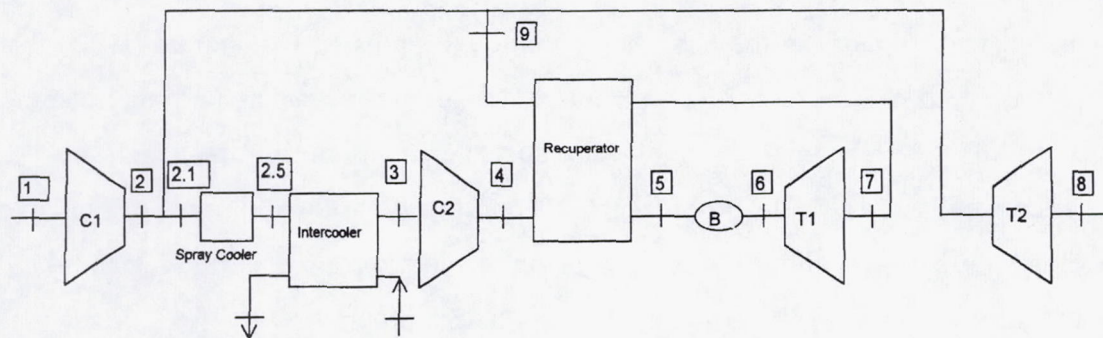 9
Recuperator
1
2
2.1
2.5
3
4
5
6
7
8
C1
Spray Cooler
Intercooler
C2
B
T1
T2